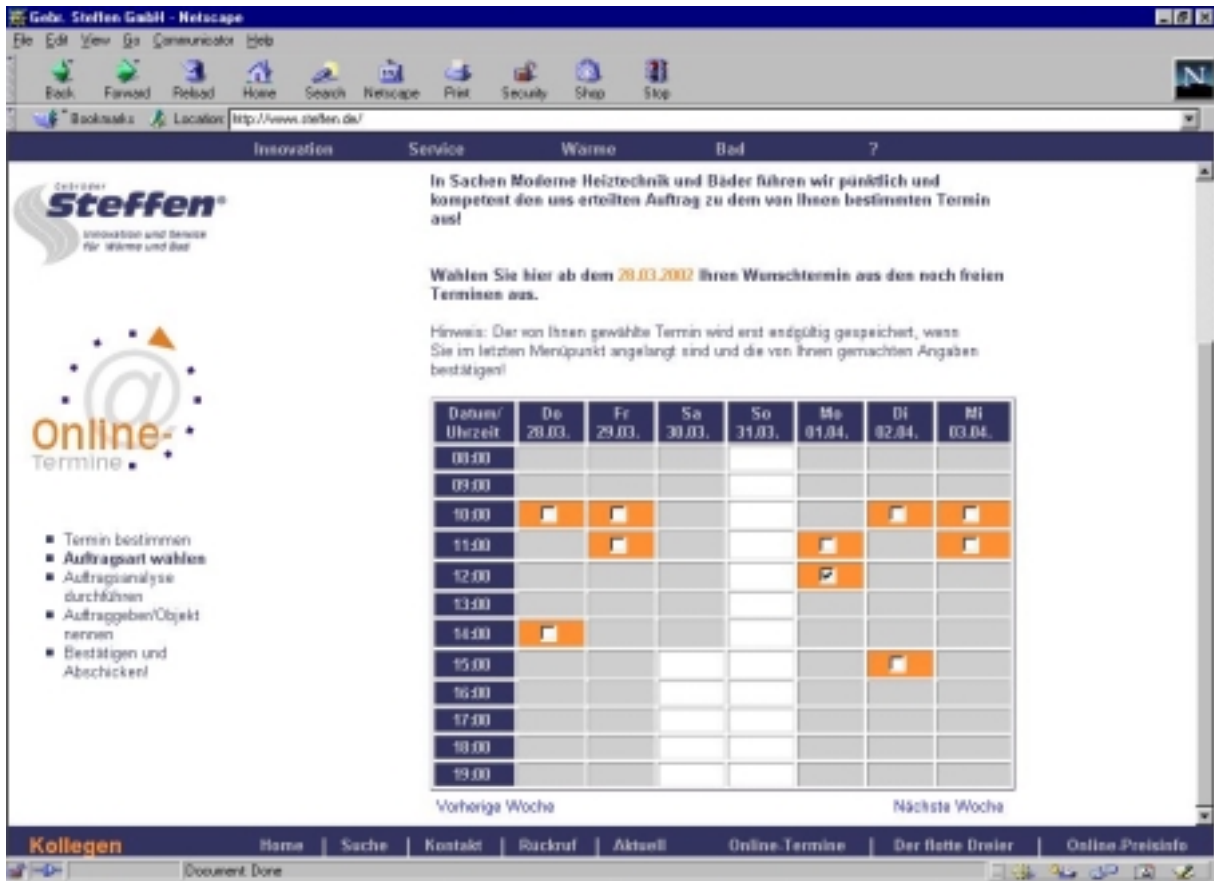 Gebr. Steffen GmbH - Netscape
File Edit View Go Communicator Help
Back Forward Reload Home Search Netscape Print Security Shop Stop
N
Bookmarks Location: http://www.steffen.de/
Innovation Service Wärme Bad ?
Gebrüder
Steffen®
Innovation und Service
für Wärme und Bad
In Sachen Moderne Heiztechnik und Bäder führen wir pünktlich und
kompetent den uns erteilten Auftrag zu dem von Ihnen bestimmten Termin
aus!
Wählen Sie hier ab dem 28.03.2002 Ihren Wunschtermin aus den noch freien
Terminen aus.
Hinweis: Der von Ihnen gewählte Termin wird erst endgültig gespeichert, wenn
Sie im letzten Menüpunkt angelangt sind und die von Ihnen gemachten Angaben
bestätigen!
@
Online-
Termine
Termin bestimmen
Auftragsart wählen
Auftragsanalyse
durchführen
Auftraggeber/Objekt
nennen
Bestätigen und
Abschicken!
Datum/ Do Fr Sa So Mo Di Mi
Uhrzeit 28.03. 29.03. 30.03. 31.03. 01.04. 02.04. 03.04.
08:00
09:00
10:00
11:00
12:00
13:00
14:00
15:00
16:00
17:00
18:00
19:00
Vorherige Woche Nächste Woche
Kollegen Home | Suche | Kontakt | Rückruf | Aktuell Online-Termine | Der flotte Dreier | Online-Preisinfo
Document: Done